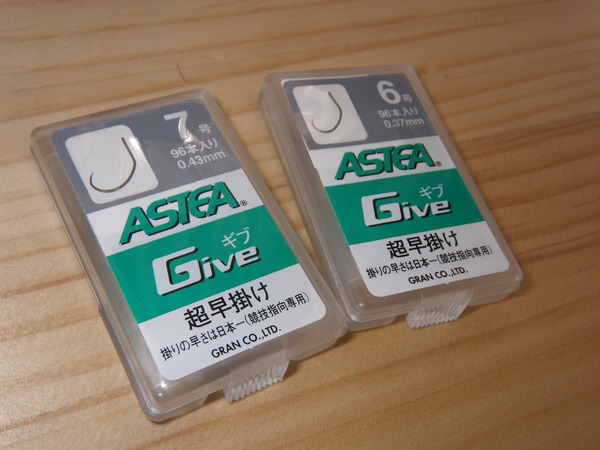 7号
96本入り
0.43mm
ASTEA®
ギブ
Give
超早掛け
掛りの早さは日本一(競技指向専用)
GRAN CO.,LTD.
6号
96本入り
0.37mm
ASTEA®
ギブ
Give
超早掛け
掛りの早さは日本一(競技指向専用)
GRAN CO.,LTD.